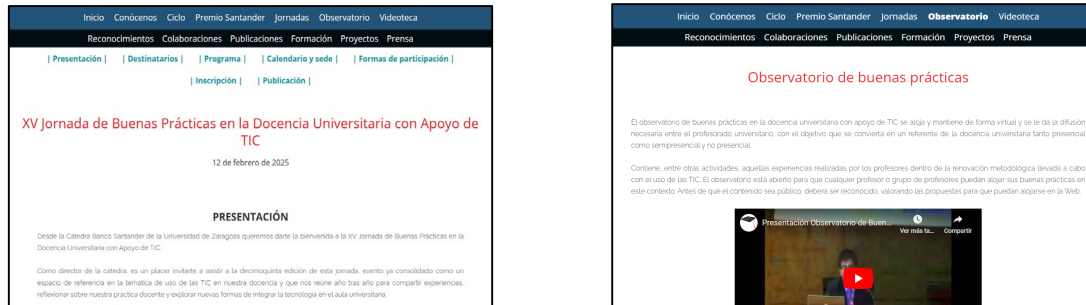 Inicio Conócenos Ciclo Premio Santander Jornadas Observatorio Videoteca
Reconocimientos Colaboraciones Publicaciones Formación Proyectos Prensa
| Presentación | | Destinatarios | | Programa | | Calendario y sede | | Formas de participación |
| Inscripción | | Publicación |
XV Jornada de Buenas Prácticas en la Docencia Universitaria con Apoyo de
TIC
12 de febrero de 2025
PRESENTACIÓN
Desde la Cátedra Banco Santander de la Universidad de Zaragoza queremos darte la bienvenida a la XV Jornada de Buenas Prácticas en la
Docencia Universitaria con Apoyo de TIC.
Como director de la cátedra, es un placer invitarte a asistir a la decimoquinta edición de esta jornada, evento ya consolidado como un
espacio de referencia en la temática de uso de las TIC en nuestra docencia y que nos reúne año tras año para compartir experiencias,
reflexionar sobre nuestra práctica docente y explorar nuevas formas de integrar la tecnología en el aula universitaria.
Inicio Conócenos Ciclo Premio Santander Jornadas Observatorio Videoteca
Reconocimientos Colaboraciones Publicaciones Formación Proyectos Prensa
Observatorio de buenas prácticas
El observatorio de buenas prácticas en la docencia universitaria con apoyo de TIC se aloja y mantiene de forma virtual y se le da la difusión
necesaria entre el profesorado universitario, con el objetivo que se convierta en un referente de la docencia universitaria tanto presencial,
como semipresencial y no presencial.
Contiene, entre otras actividades, aquellas experiencias realizadas por los profesores dentro de la renovación metodológica llevada a cabo
con el uso de las TIC. El observatorio está abierto para que cualquier profesor o grupo de profesores puedan alojar sus buenas prácticas en
este contexto. Antes de que el contenido sea público, deberá ser reconocido, valorando las propuestas para que puedan alojarse en la Web.
Presentación Observatorio de Buen...
Ver más ta... Compartir